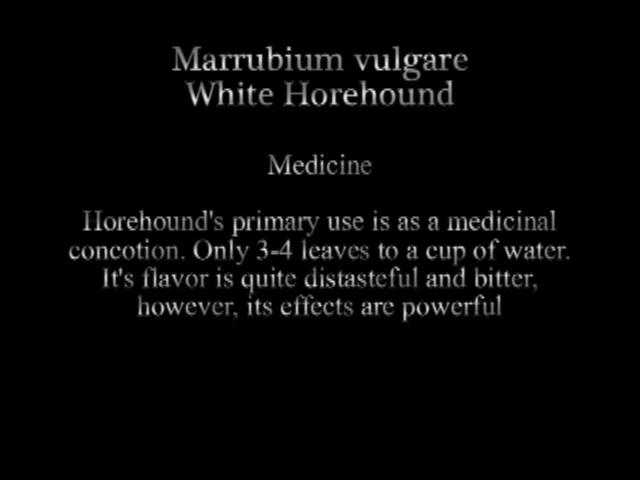 Marrubium vulgare
White Horehound
Medicine
Horehound's primary use is as a medicinal
concotion. Only 3-4 leaves to a cup of water.
It's flavor is quite distasteful and bitter,
however, its effects are powerful